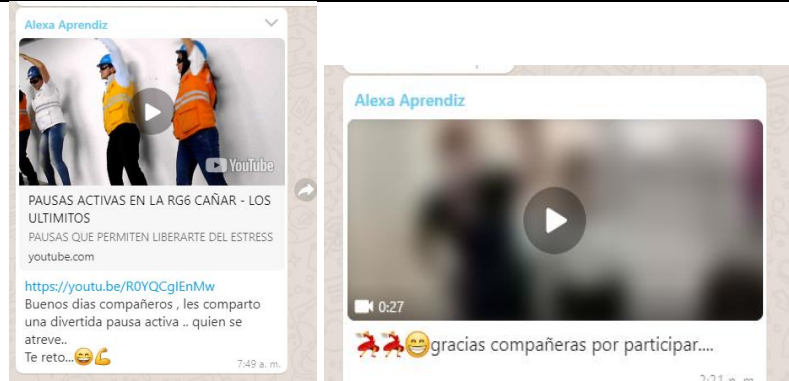 Alexa Aprendiz
YouTube
PAUSAS ACTIVAS EN LA RG6 CAÑAR - LOS
ULTIMITOS
PAUSAS QUE PERMITEN LIBERARTE DEL ESTRESS
youtube.com
https://youtu.be/R0YQCgIEnMw
Buenos dias compañeros , les comparto
una divertida pausa activa .. quien se
atreve..
Te reto...😄💪
7:49 a. m.
Alexa Aprendiz
0:27
💃💃😁gracias compañeras por participar....